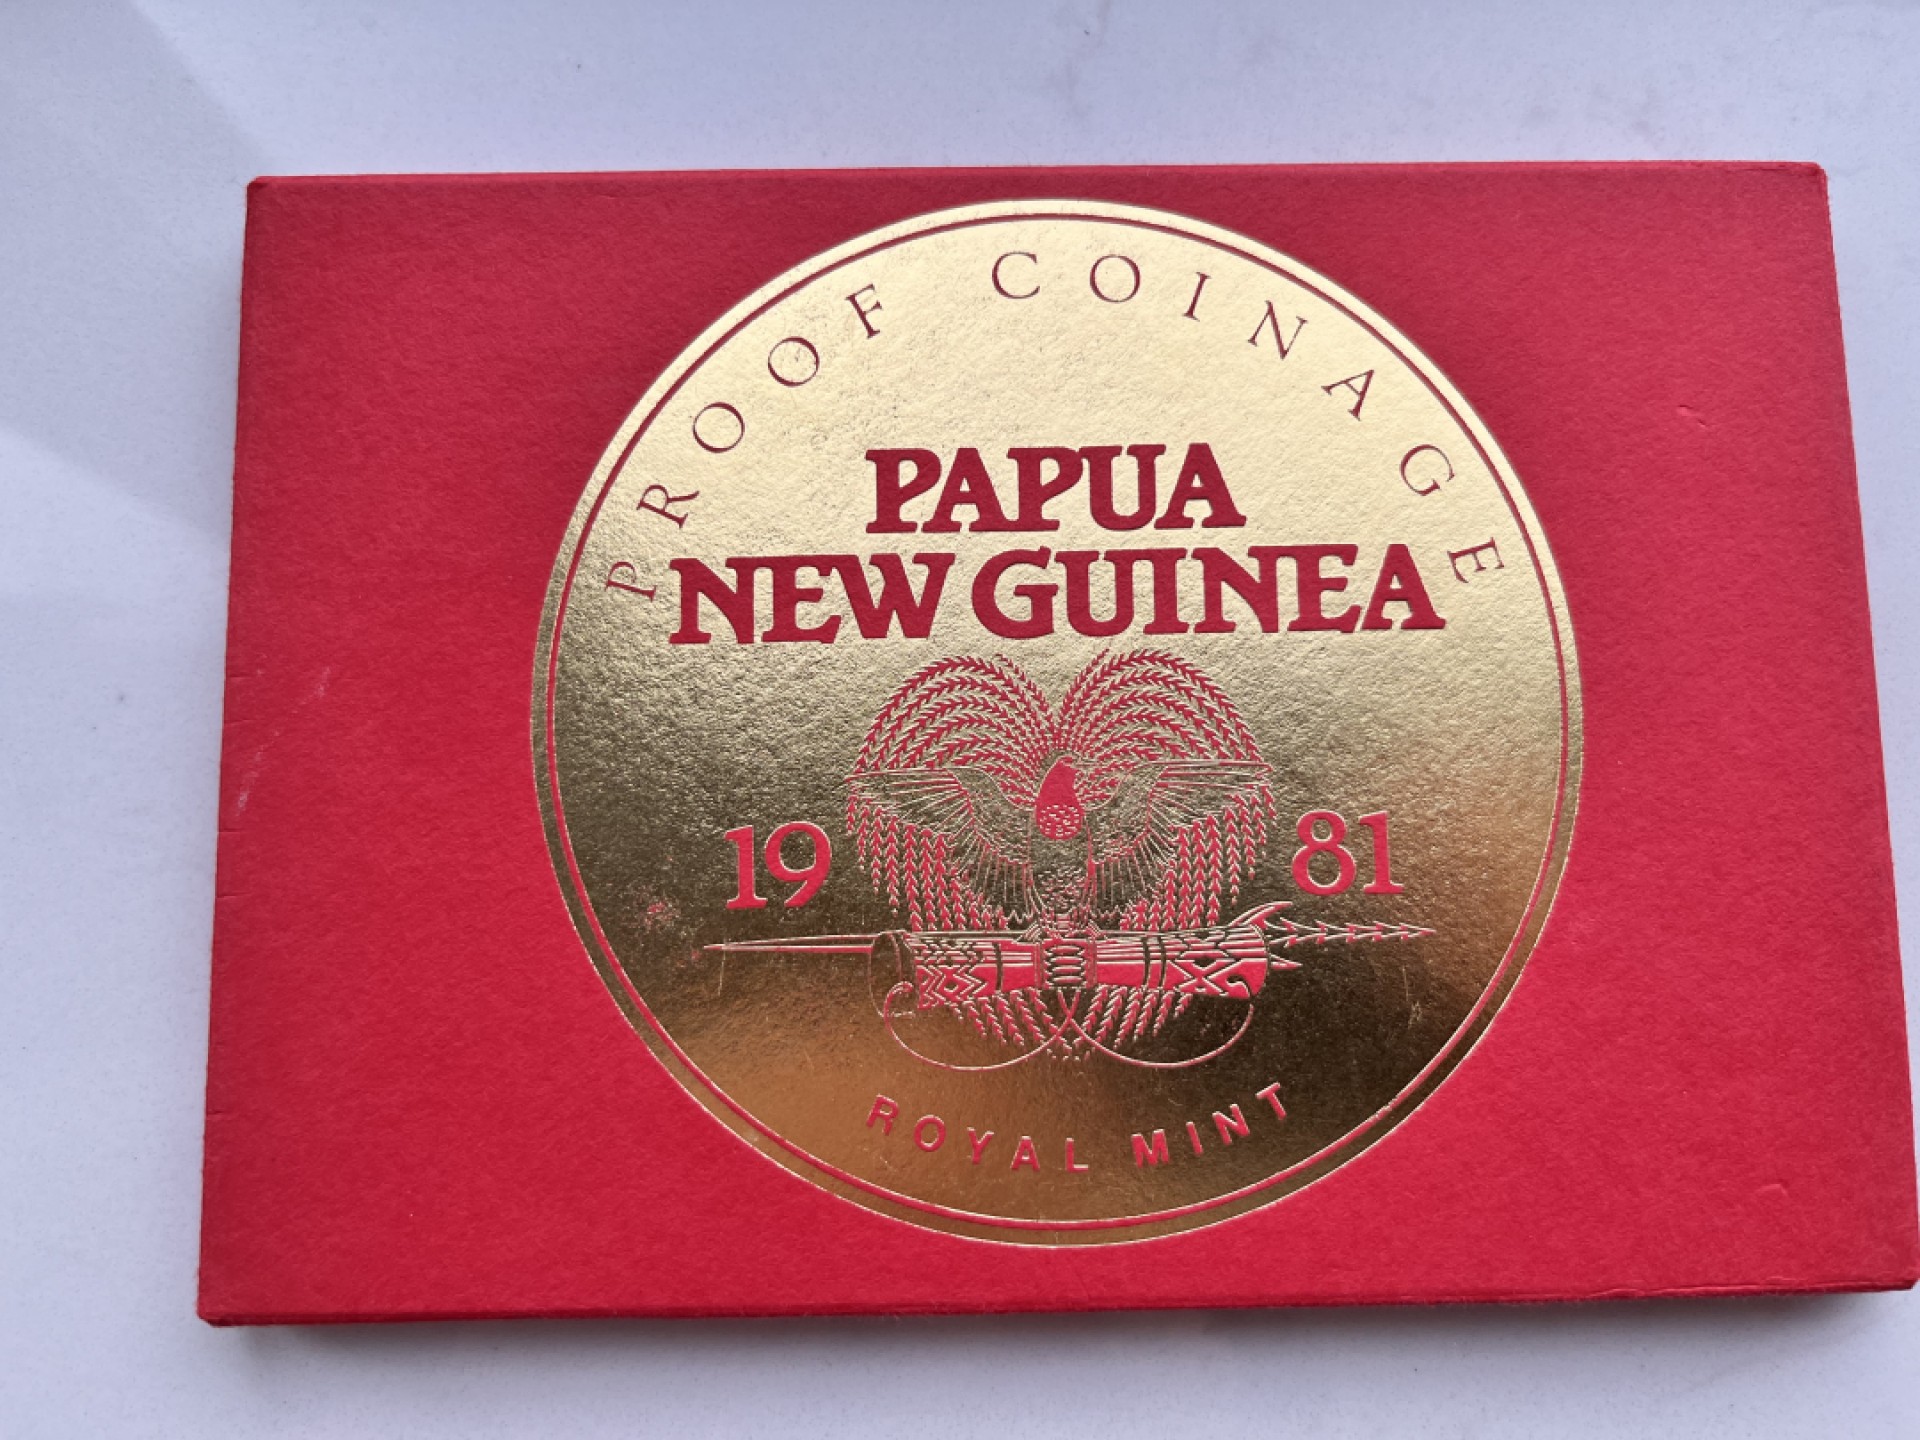 PROOF COINAGE
PAPUA
NEW GUINEA
19 81
ROYAL MINT